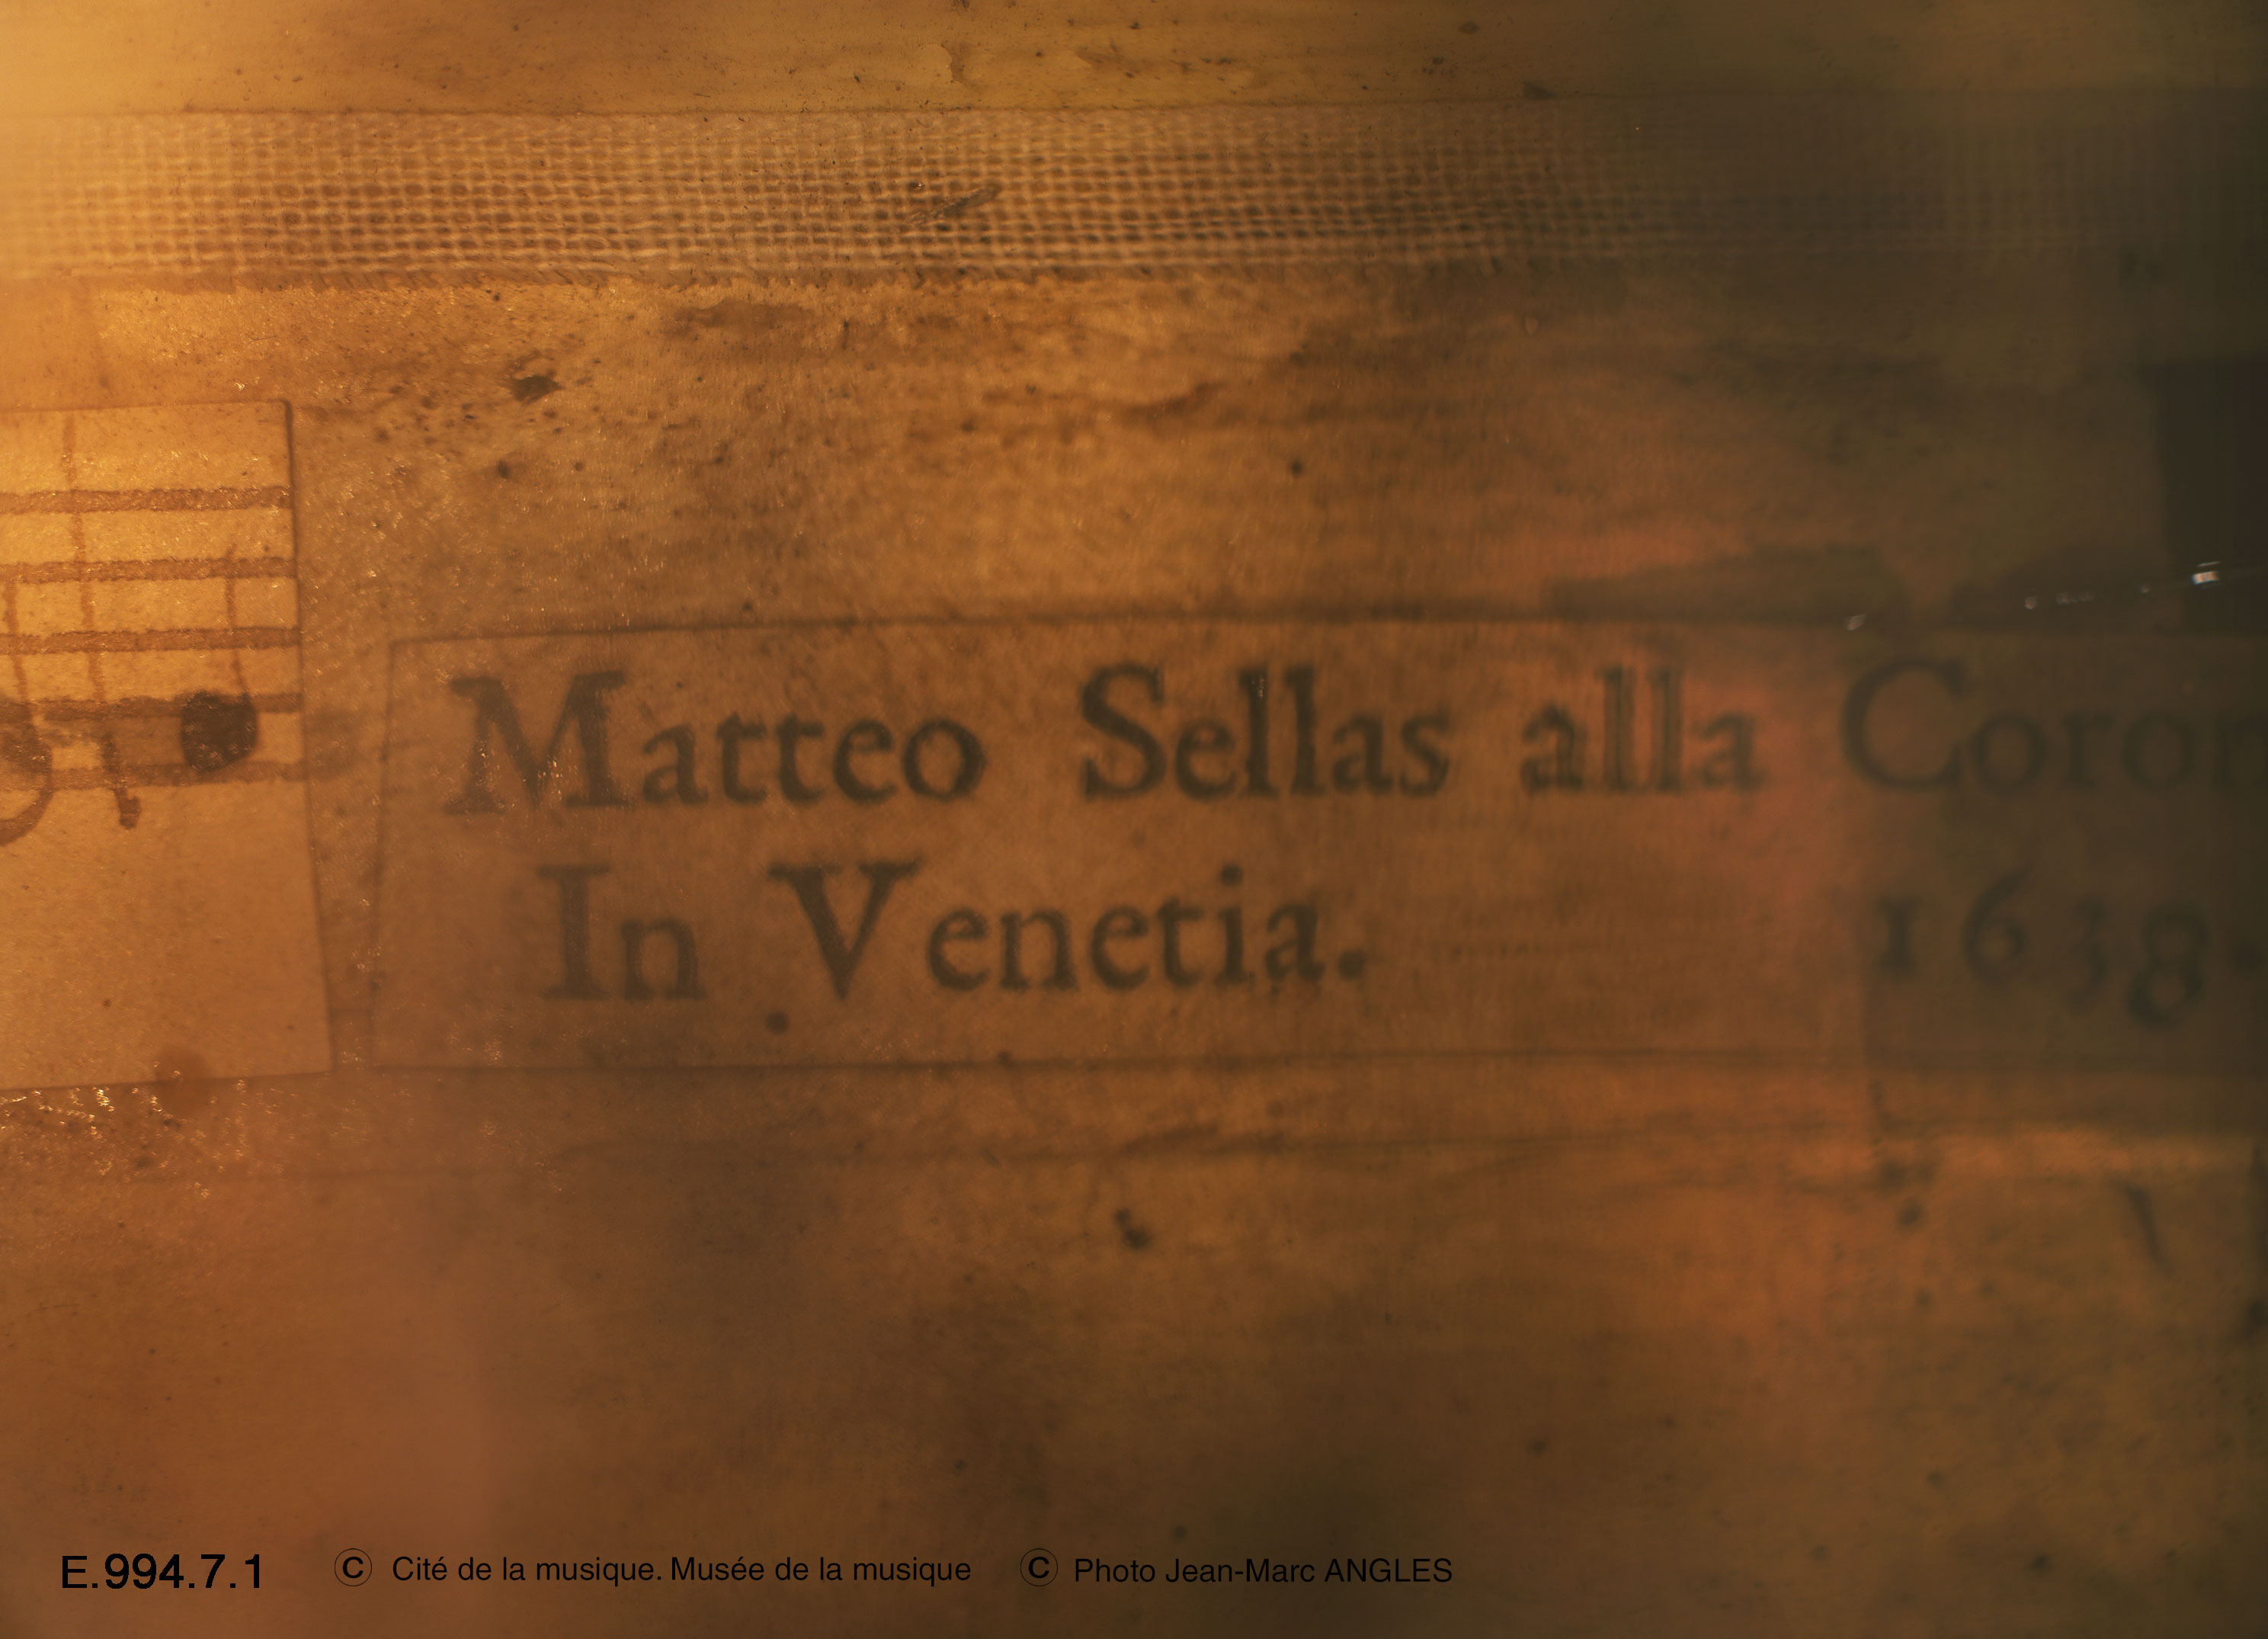 Matteo Sellas alla Coron
In Venetia. 1638.
E.994.7.1 © Cité de la musique. Musée de la musique © Photo Jean-Marc ANGLES